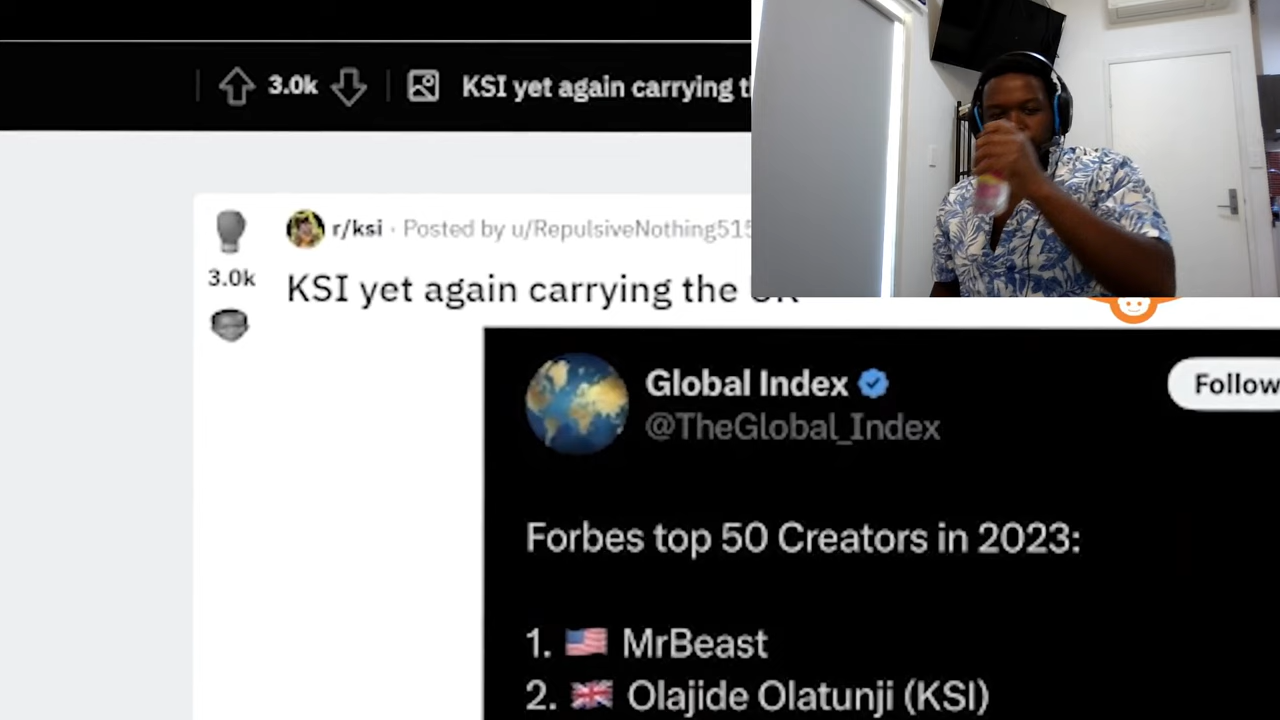 3.0k KSI yet again carrying
r/ksi · Posted by u/RepulsiveNothing515
3.0k
KSI yet again carrying the
Global Index
@TheGlobal_Index
Follow
Forbes top 50 Creators in 2023:
1. 🇺🇸 MrBeast
2. 🇬🇧 Olajide Olatunji (KSI)